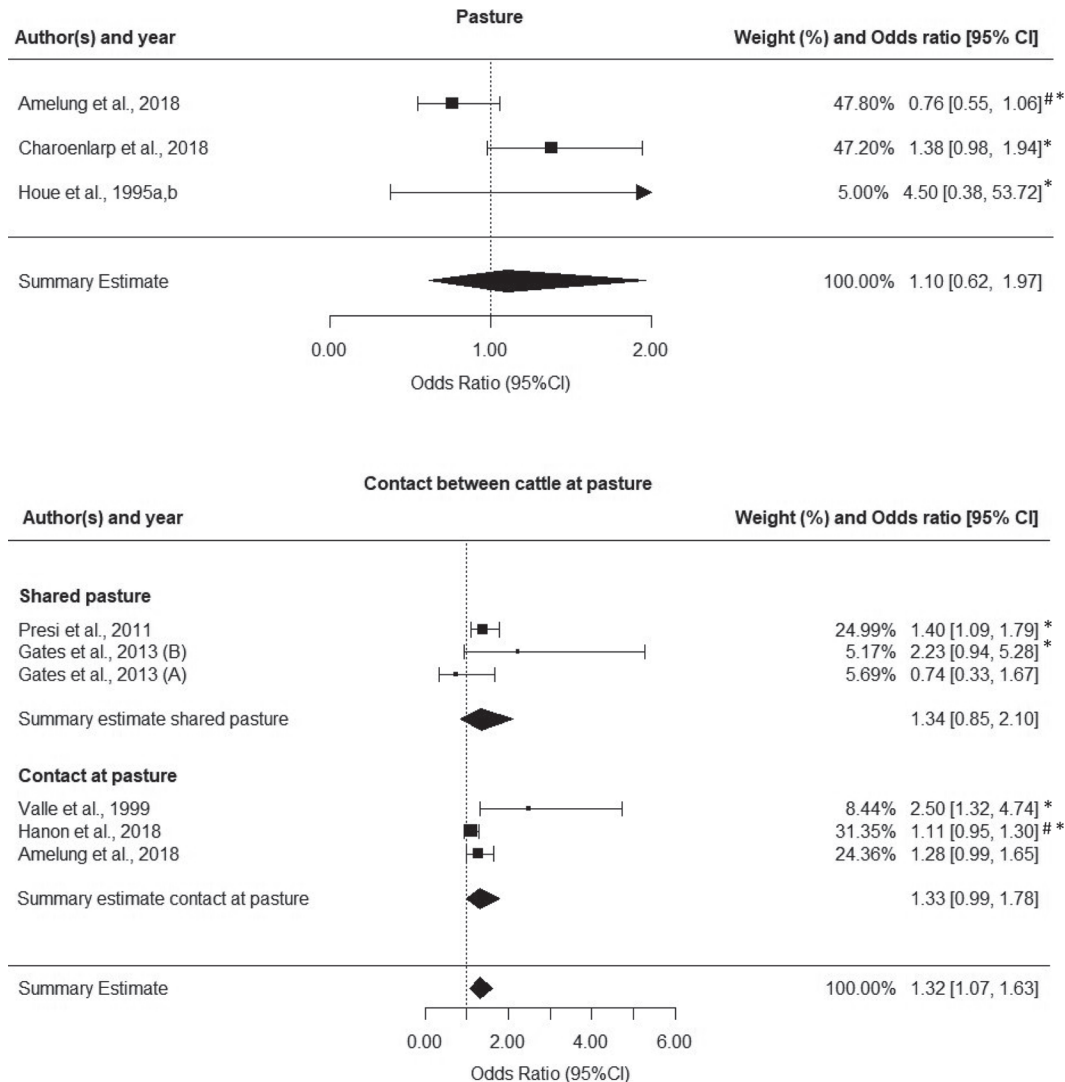 Pasture
Author(s) and year Weight (%) and Odds ratio [95% CI]
Amelung et al., 2018 47.80% 0.76 [0.55, 1.06]#*
Charoenlarp et al., 2018 47.20% 1.38 [0.98, 1.94]*
Houe et al., 1995a,b 5.00% 4.50 [0.38, 53.72]*
Summary Estimate 100.00% 1.10 [0.62, 1.97]
0.00 1.00 2.00
Odds Ratio (95%CI)
Contact between cattle at pasture
Author(s) and year Weight (%) and Odds ratio [95% CI]
Shared pasture
Presi et al., 2011 24.99% 1.40 [1.09, 1.79] *
Gates et al., 2013 (B) 5.17% 2.23 [0.94, 5.28] *
Gates et al., 2013 (A) 5.69% 0.74 [0.33, 1.67]
Summary estimate shared pasture 1.34 [0.85, 2.10]
Contact at pasture
Valle et al., 1999 8.44% 2.50 [1.32, 4.74] *
Hanon et al., 2018 31.35% 1.11 [0.95, 1.30] # *
Amelung et al., 2018 24.36% 1.28 [0.99, 1.65]
Summary estimate contact at pasture 1.33 [0.99, 1.78]
Summary Estimate 100.00% 1.32 [1.07, 1.63]
0.00 2.00 4.00 6.00
Odds Ratio (95%CI)